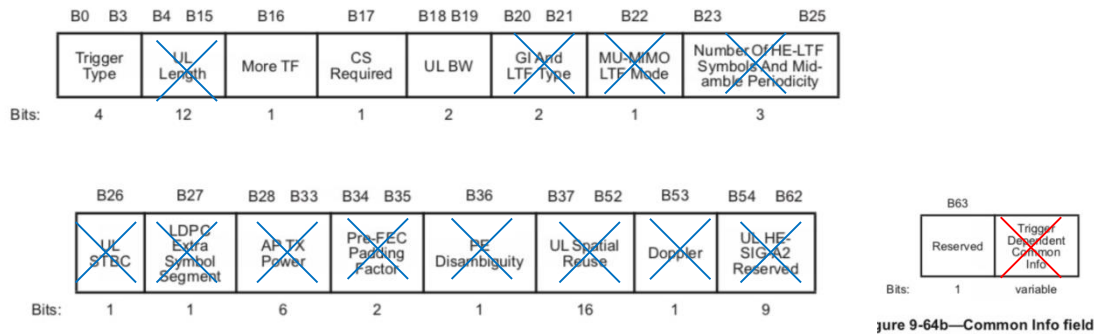 B0 B3 B4 B15 B16 B17 B18 B19 B20 B21 B22 B23 B25
Trigger
Type
UL
Length
More TF
CS
Required
UL BW
GI And
LTF Type
MU-MIMO
LTF Mode
Number Of HE-LTF
Symbols And Mid-
amble Periodicity
Bits: 4 12 1 1 2 2 1 3
B26 B27 B28 B33 B34 B35 B36 B37 B52 B53 B54 B62
UL
STBC
LDPC
Extra
Symbol
Segment
AP TX
Power
Pre-FEC
Padding
Factor
PE
Disambiguity
UL Spatial
Reuse
Doppler
UL HE-
SIG-A2
Reserved
Bits: 1 1 6 2 1 16 1 9
B63
Reserved
Trigger
Dependent
Common
Info
Bits: 1 variable
gure 9-64b—Common Info field